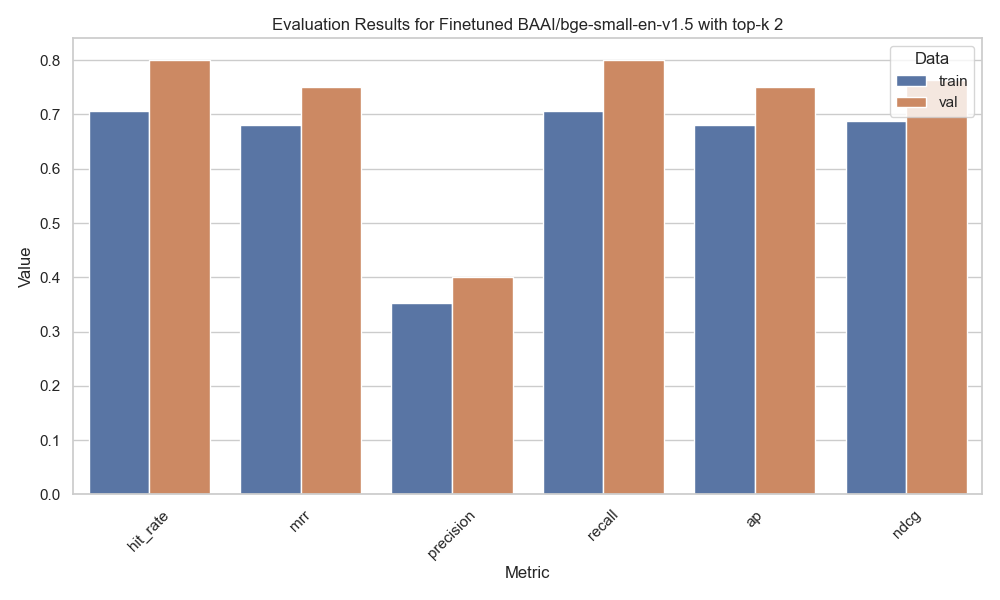 Evaluation Results for Finetuned BAAI/bge-small-en-v1.5 with top-k 2
Data
train
val
Value
0.8
0.7
0.6
0.5
0.4
0.3
0.2
0.1
0.0
hit_rate
mrr
precision
recall
ap
ndcg
Metric